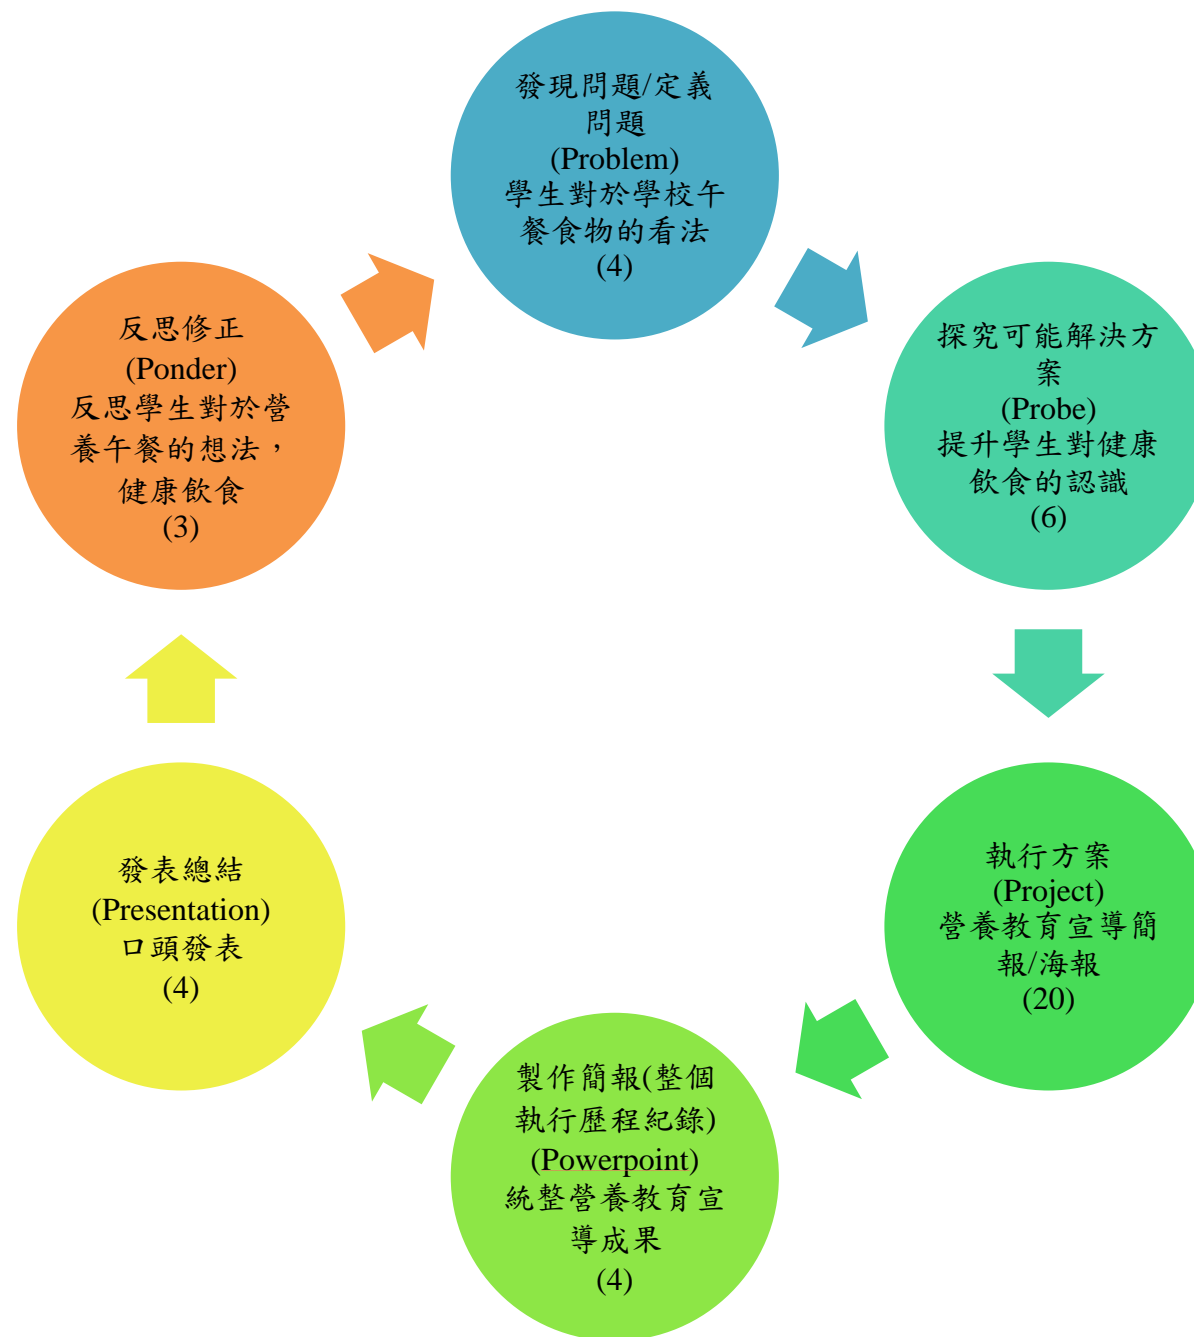 發現問題/定義
問題
(Problem)
學生對於學校午
餐食物的看法
(4)
探究可能解決方
案
(Probe)
提升學生對健康
飲食的認識
(6)
執行方案
(Project)
營養教育宣導簡
報/海報
(20)
製作簡報(整個
執行歷程紀錄)
(Powerpoint)
統整營養教育宣
導成果
(4)
發表總結
(Presentation)
口頭發表
(4)
反思修正
(Ponder)
反思學生對於營
養午餐的想法，
健康飲食
(3)